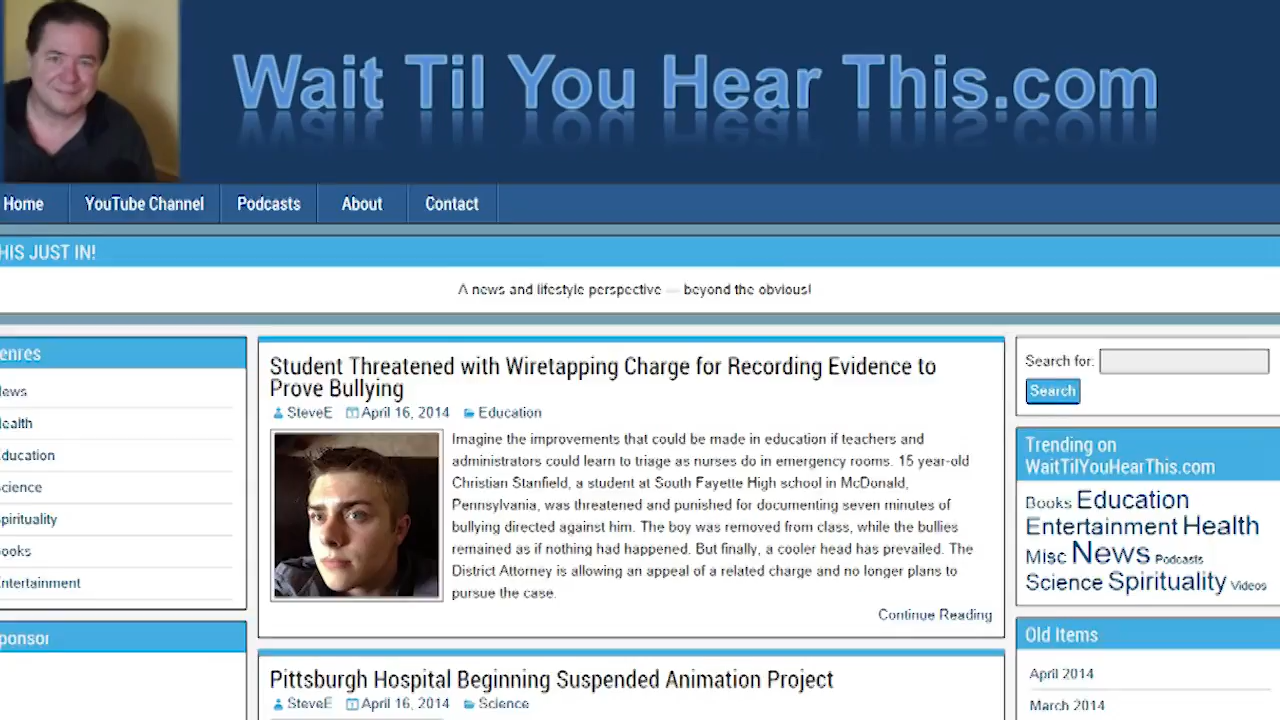 Wait Til You Hear This.com
Home YouTube Channel Podcasts About Contact
HIS JUST IN!
A news and lifestyle perspective — beyond the obvious!
enres
ews
ealth
ducation
cience
pirituality
ooks
ntertainment
ponsor
Student Threatened with Wiretapping Charge for Recording Evidence to
Prove Bullying
SteveE April 16, 2014 Education
Imagine the improvements that could be made in education if teachers and
administrators could learn to triage as nurses do in emergency rooms. 15 year-old
Christian Stanfield, a student at South Fayette High school in McDonald,
Pennsylvania, was threatened and punished for documenting seven minutes of
bullying directed against him. The boy was removed from class, while the bullies
remained as if nothing had happened. But finally, a cooler head has prevailed. The
District Attorney is allowing an appeal of a related charge and no longer plans to
pursue the case.
Continue Reading
Pittsburgh Hospital Beginning Suspended Animation Project
SteveE April 16, 2014 Science
Search for:
Search
Trending on
WaitTilYouHearThis.com
Books Education
Entertainment Health
Misc News Podcasts
Science Spirituality Videos
Old Items
April 2014
March 2014